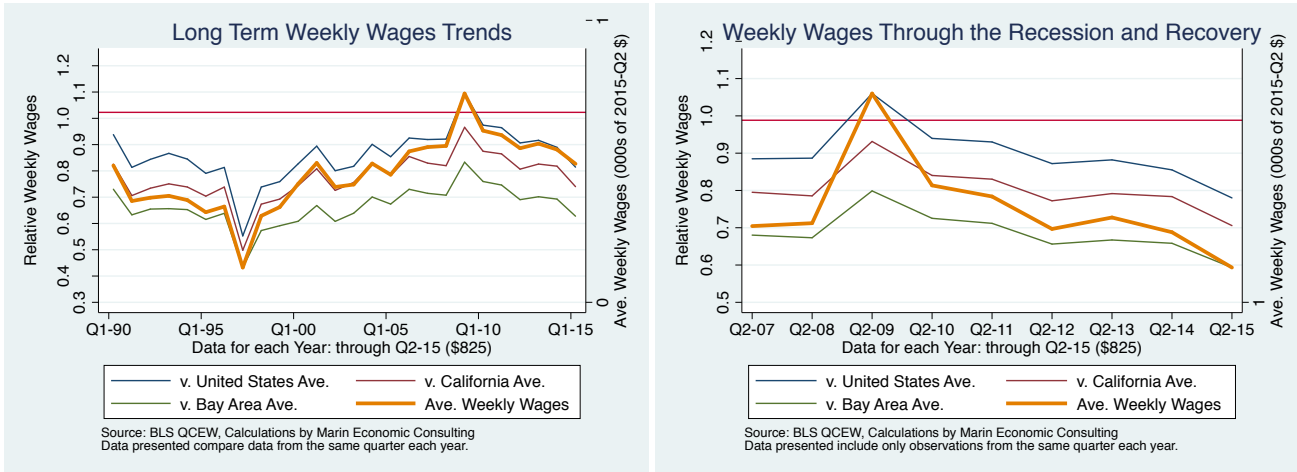 Long Term Weekly Wages Trends
Relative Weekly Wages
0.3 0.4 0.5 0.6 0.7 0.8 0.9 1.0 1.1 1.2
Ave. Weekly Wages (000s of 2015-Q2 $)
0 1
Q1-90 Q1-95 Q1-00 Q1-05 Q1-10 Q1-15
Data for each Year: through Q2-15 ($825)
v. United States Ave. v. California Ave.
v. Bay Area Ave. Ave. Weekly Wages
Source: BLS QCEW, Calculations by Marin Economic Consulting
Data presented compare data from the same quarter each year.
Weekly Wages Through the Recession and Recovery
Relative Weekly Wages
0.5 0.6 0.7 0.8 0.9 1.0 1.1 1.2
Ave. Weekly Wages (000s of 2015-Q2 $)
1
Q2-07 Q2-08 Q2-09 Q2-10 Q2-11 Q2-12 Q2-13 Q2-14 Q2-15
Data for each Year: through Q2-15 ($825)
v. United States Ave. v. California Ave.
v. Bay Area Ave. Ave. Weekly Wages
Source: BLS QCEW, Calculations by Marin Economic Consulting
Data presented include only observations from the same quarter each year.